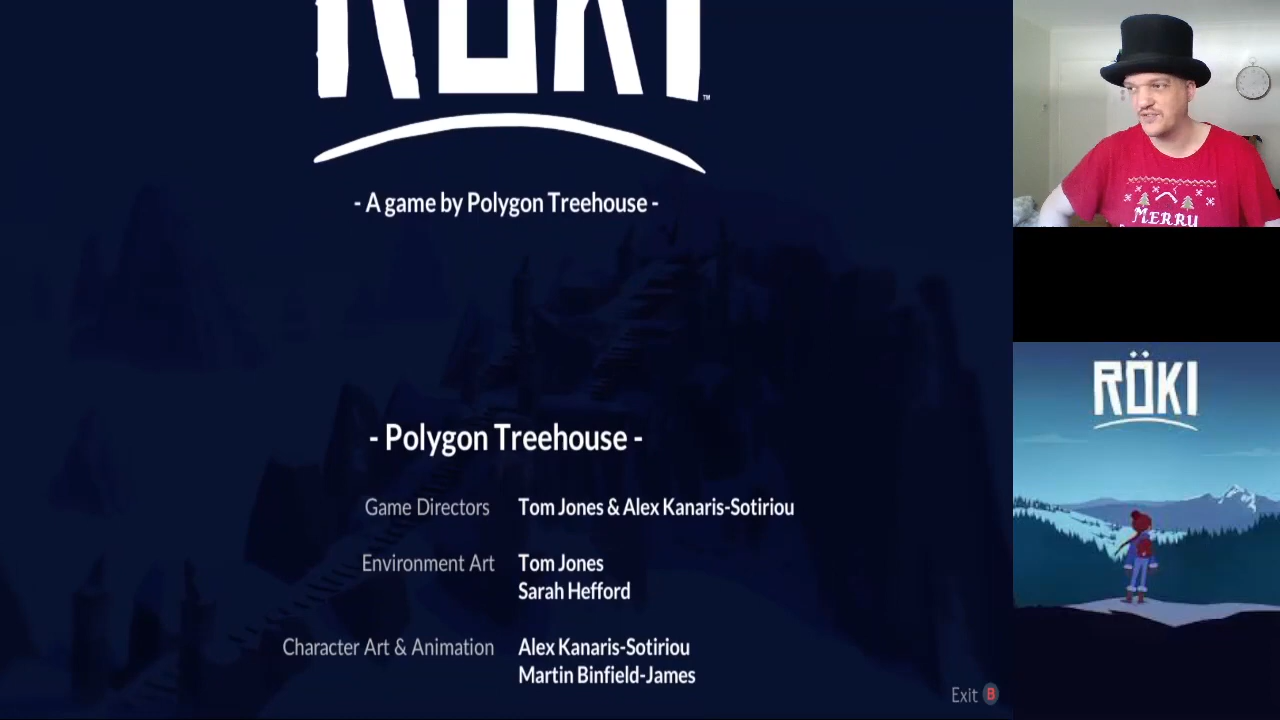 RÖKI
™
- A game by Polygon Treehouse -
- Polygon Treehouse -
Game Directors Tom Jones & Alex Kanaris-Sotiriou
Environment Art Tom Jones
Sarah Hefford
Character Art & Animation Alex Kanaris-Sotiriou
Martin Binfield-James
Exit B
MERRY
RÖKI